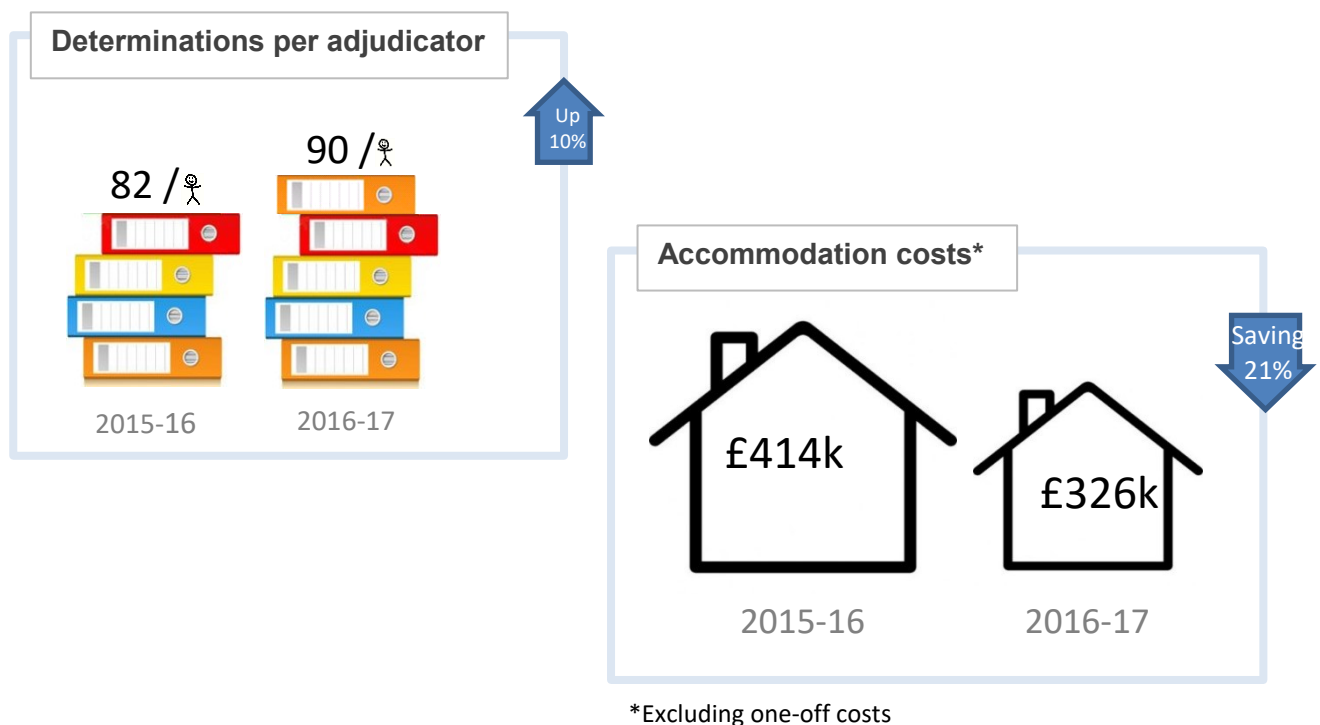 Determinations per adjudicator
Up
10%
82 /
90 /
2015-16
2016-17
Accommodation costs*
Saving
21%
£414k
£326k
2015-16
2016-17
*Excluding one-off costs